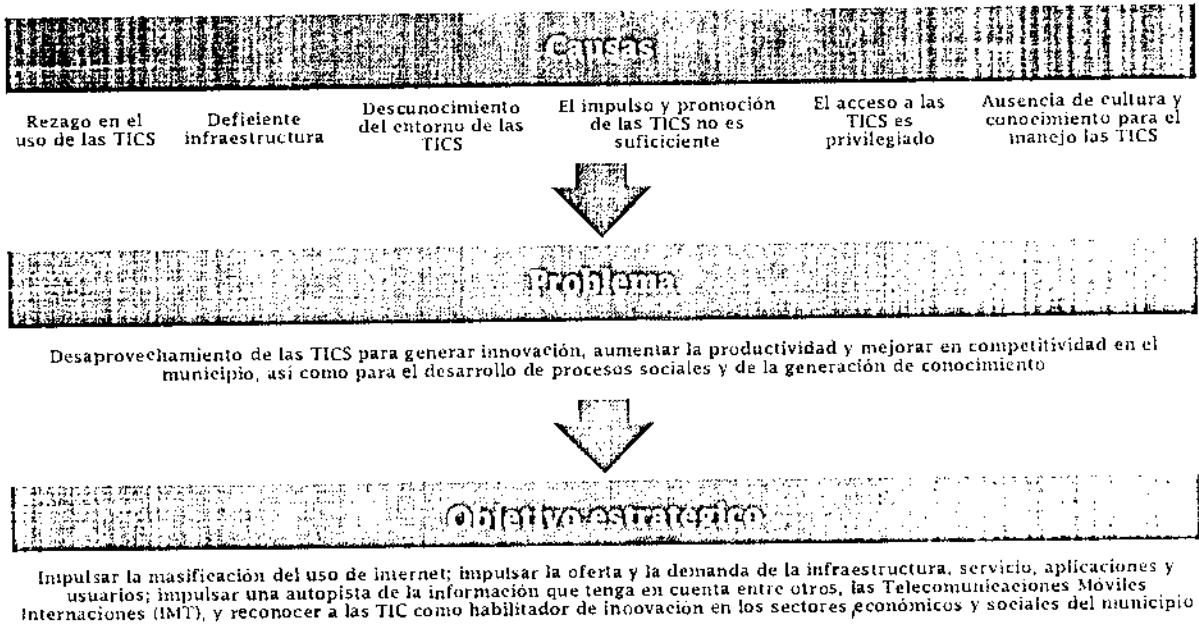 Causas
Rezago en el
uso de las TICS
Defieiente
infraestructura
Descunocimiento
del entorno de las
TICS
El impulso y promoción
de las TICS no es
suficiciente
El acceso a las
TICS es
privilegiado
Ausencia de cultura y
conocimiento para el
manejo las TICS
Problema
Desaprovechamiento de las TICS para generar innovación, aumentar la productividad y mejorar en competitividad en el
municipio, así como para el desarrollo de procesos sociales y de la generación de conocimiento
Objetivo estrategico
Impulsar la masificación del uso de internet; impulsar la oferta y la demanda de la infraestructura, servicio, aplicaciones y
usuarios; impulsar una autopista de la información que tenga en cuenta entre otros, las Telecomunicaciones Móviles
Internaciones (IMT), y reconocer a las TIC como habilitador de innovación en los sectores económicos y sociales del municipio